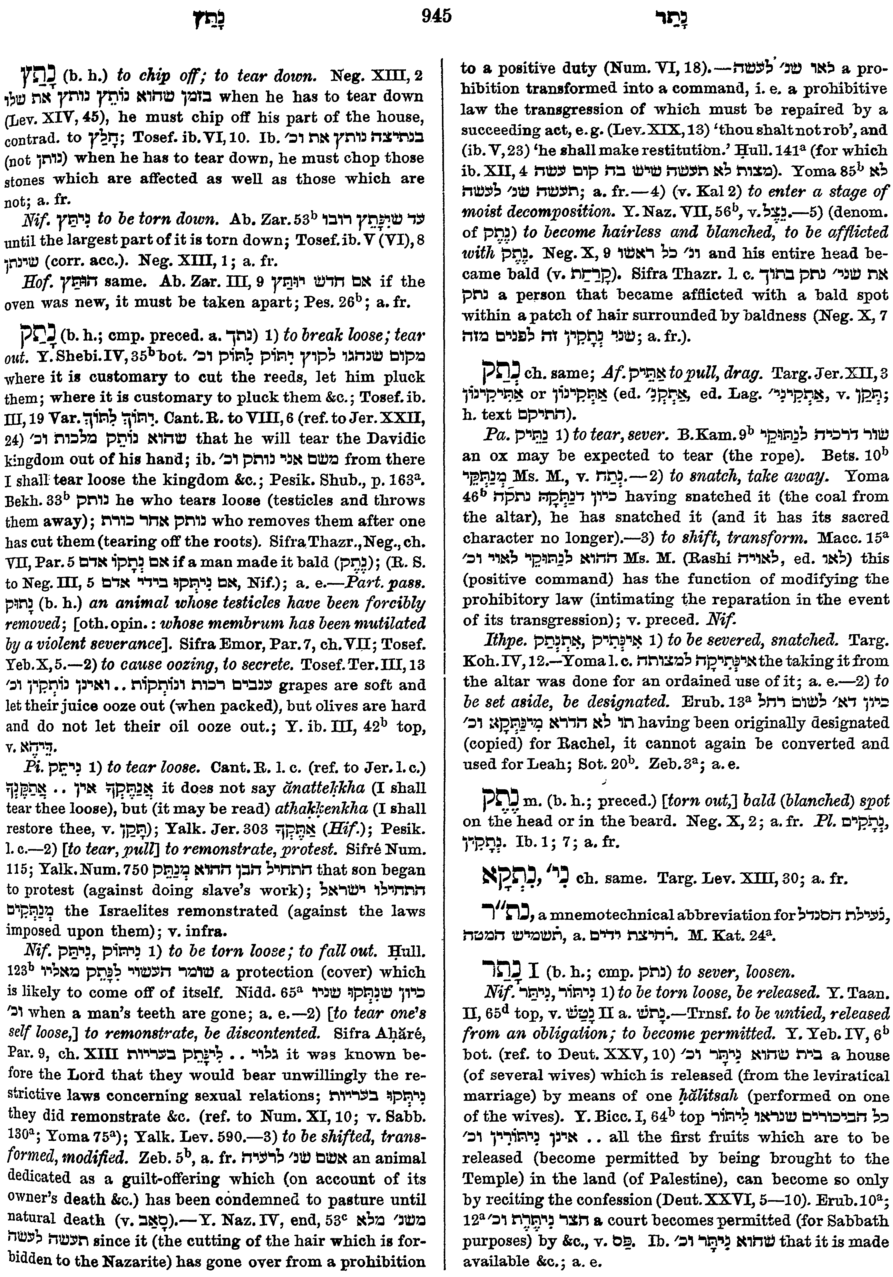 נָתַץ 945 נָתַר
נָתַץ (b. h.) to chip off; to tear down. Neg. XIII, 2
בזמן שהוא נוֹתֵץ נותץ את שלו when he has to tear down
(Lev. XIV, 45), he must chip off his part of the house,
contrad. to חָלַץ; Tosef. ib. VI, 10. Ib. בנתיצה נותץ את וכ׳
(not נותן) when he has to tear down, he must chop those
stones which are affected as well as those which are
not; a. fr.
Nif. נִיתַּץ to be torn down. Ab. Zar. 53ᵇ עד שיִנָּתֵץ רובו
until the largest part of it is torn down; Tosef. ib. V (VI), 8
שינתן (corr. acc.). Neg. XIII, 1; a. fr.
Hof. הוּתַּץ same. Ab. Zar. III, 9 אם חדש יוּתַּץ if the
oven was new, it must be taken apart; Pes. 26ᵇ; a. fr.
נָתַק (b. h.; cmp. preced. a. נתך) 1) to break loose; tear
out. Y. Shebi. IV, 35ᵇ bot. מקום שנהגו לקוץ יִתּוֹק לִתּוֹק וכ׳
where it is customary to cut the reeds, let him pluck
them; where it is customary to pluck them &c.; Tosef. ib.
III, 19 Var. יִתּוֹךְ לִתּוֹךְ. Cant. R. to VIII, 6 (ref. to Jer. XXII,
24) שהוא נוֹתֵק מלכות וכ׳ that he will tear the Davidic
kingdom out of his hand; ib. משם אני נותק וכ׳ from there
I shall tear loose the kingdom &c.; Pesik. Shub., p. 163ᵃ.
Bekh. 33ᵇ נותק he who tears loose (testicles and throws
them away); נותק אחר כורת who removes them after one
has cut them (tearing off the roots). Sifra Thazr., Neg., ch.
VII, Par. 5 אם נְתָקוֹ אדם if a man made it bald (נֶתֶק); (R. S.
to Neg. III, 5 אם נִיתְּקוּ בידי אדם, Nif.); a. e.—Part. pass.
נָתוּק (b. h.) an animal whose testicles have been forcibly
removed; [oth. opin.: whose membrum has been mutilated
by a violent severance]. Sifra Emor, Par. 7, ch. VII; Tosef.
Yeb. X, 5.—2) to cause oozing, to secrete. Tosef. Ter. III, 13
ענבים רכות ונוֹתְקוֹת .. ואינן נוֹתְקִין וכ׳ grapes are soft and
let their juice ooze out (when packed), but olives are hard
and do not let their oil ooze out.; Y. ib. III, 42ᵇ top,
v. הֵידָא.
Pi. נִיתֵּק 1) to tear loose. Cant. R. l. c. (ref. to Jer. l. c.)
אֲנַתֶּקְךָ אין .. אֲתַקֶּנְךָּ it does not say ănatteḳkha (I shall
tear thee loose), but (it may be read) athaḳḳenkha (I shall
restore thee, v. תָּקַן); Yalk. Jer. 303 אֲנַתֶּקְךָ (Hif.); Pesik.
l. c.—2) [to tear, pull] to remonstrate, protest. Sifré Num.
115; Yalk. Num. 750 התחיל הבן ההוא מְנַתֵּק that son began
to protest (against doing slave's work); התחילו ישראל
מְנַתְּקִים the Israelites remonstrated (against the laws
imposed upon them); v. infra.
Nif. נִיתַּק, נִיתּוֹק 1) to be torn loose; to fall out. Ḥull.
123ᵇ שומר העשוי לְנַתֵּק מאליו a protection (cover) which
is likely to come off of itself. Nidd. 65ᵃ כיון שנִתְּקוּ שניו
וכ׳ when a man's teeth are gone; a. e.—2) [to tear one's
self loose,] to remonstrate, be discontented. Sifra Aḥăré,
Par. 9, ch. XIII גלוי .. לִינָּתֵק בעריות it was known be-
fore the Lord that they would bear unwillingly the re-
strictive laws concerning sexual relations; נִיתְּקוּ בעריות
they did remonstrate &c. (ref. to Num. XI, 10; v. Sabb.
130ᵃ; Yoma 75ᵃ); Yalk. Lev. 590.—3) to be shifted, trans-
formed, modified. Zeb. 5ᵇ, a. fr. אשם שנ׳ לרעיה an animal
dedicated as a guilt-offering which (on account of its
owner's death &c.) has been condemned to pasture until
natural death (v. סָאַב).—Y. Naz. IV, end, 53ᶜ משנ׳ מלא
תעשה לעשה since it (the cutting of the hair which is for-
bidden to the Nazarite) has gone over from a prohibition
to a positive duty (Num. VI, 18).—לאו שנ׳ לעשה a pro-
hibition transformed into a command, i. e. a prohibitive
law the transgression of which must be repaired by a
succeeding act, e. g. (Lev. XIX, 13) 'thou shalt not rob', and
(ib. V, 23) 'he shall make restitution.' Ḥull. 141ᵃ (for which
ib. XII, 4 מצות לא תעשה שיש בה קום עשה). Yoma 85ᵇ לא
תעשה שנ׳ לעשה; a. fr.—4) (v. Kal 2) to enter a stage of
moist decomposition. Y. Naz. VII, 56ᵇ, v. נֶצֶל.—5) (denom.
of נֶתֶק) to become hairless and blanched, to be afflicted
with נֶתֶק. Neg. X, 9 ונ׳ כל ראשו and his entire head be-
came bald (v. קָרַחַת). Sifra Thazr. l. c. את שניּ׳ נתק בתוך
נתק a person that became afflicted with a bald spot
within a patch of hair surrounded by baldness (Neg. X, 7
שני נְתָקִין זה לפנים מזה; a. fr.).
נְתַק ch. same; Af. אַתֵּיק to pull, drag. Targ. Jer. XII, 3
אַתֵּיקִינּוּן or אַתְּקִינּוּן (ed. אַתְקְנ׳, ed. Lag. אַתְקִינִי׳, v. תְּקַן;
h. text התיקם).
Pa. נַתֵּיק 1) to tear, sever. B. Kam. 9ᵇ שור דרכיה לנַתּוּקֵי
an ox may be expected to tear (the rope). Bets. 10ᵇ
מְנַתְּקֵי Ms. M., v. נְתַח.—2) to snatch, take away. Yoma
46ᵇ כיון דנַתְּקָהּ נתקה having snatched it (the coal from
the altar), he has snatched it (and it has its sacred
character no longer).—3) to shift, transform. Macc. 15ᵃ
ההוא לנַתּוּקֵי לאוי וכ׳ Ms. M. (Rashi לאויה, ed. לאו) this
(positive command) has the function of modifying the
prohibitory law (intimating the reparation in the event
of its transgression); v. preced. Nif.
Ithpe. אִינְּתִּיק, אִתְנְתֵק 1) to be severed, snatched. Targ.
Koh. IV, 12.—Yoma l. c. אִינְּתִּיקָה למצותה the taking it from
the altar was done for an ordained use of it; a. e.—2) to
be set aside, be designated. Erub. 13ᵃ כיון דא׳ לשום רחל
תו לא הדרא מִינַּתְּקָא וכ׳ having been originally designated
(copied) for Rachel, it cannot again be converted and
used for Leah; Sot. 20ᵇ. Zeb. 3ᵃ; a. e.
נֶתֶק m. (b. h.; preced.) [torn out,] bald (blanched) spot
on the head or in the beard. Neg. X, 2; a. fr. Pl. נְתָקִים,
נְתָקִין. Ib. 1; 7; a. fr.
נִתְקָא, נ׳ ch. same. Targ. Lev. XIII, 30; a. fr.
נת״ר, a mnemotechnical abbreviation for נעילת הסנדל,
תשמיש המטה, a. רחיצת ידים. M. Kat. 24ᵃ.
נָתַר I (b. h.; cmp. נתק) to sever, loosen.
Nif. נִיתּוֹר, נִיתַּר 1) to be torn loose, be released. Y. Taan.
II, 65ᵈ top, v. נָטַשׁ II a. נָתַשׁ.—Trnsf. to be untied, released
from an obligation; to become permitted. Y. Yeb. IV, 6ᵇ
bot. (ref. to Deut. XXV, 10) בית שהוא נִיתָּר וכ׳ a house
(of several wives) which is released (from the leviratical
marriage) by means of one ḥălitsah (performed on one
of the wives). Y. Bicc. I, 64ᵇ top כל הביכורים שנראו לִיתּוֹר
אינן נִיתּוֹרִין וכ׳ .. all the first fruits which are to be
released (become permitted by being brought to the
Temple) in the land (of Palestine), can become so only
by reciting the confession (Deut. XXVI, 5—10). Erub. 10ᵃ;
12ᵃ חצר נִיתֶּרֶת וכ׳ a court becomes permitted (for Sabbath
purposes) by &c., v. פַּס. Ib. שהוא נִיתָּר וכ׳ that it is made
available &c.; a. e.